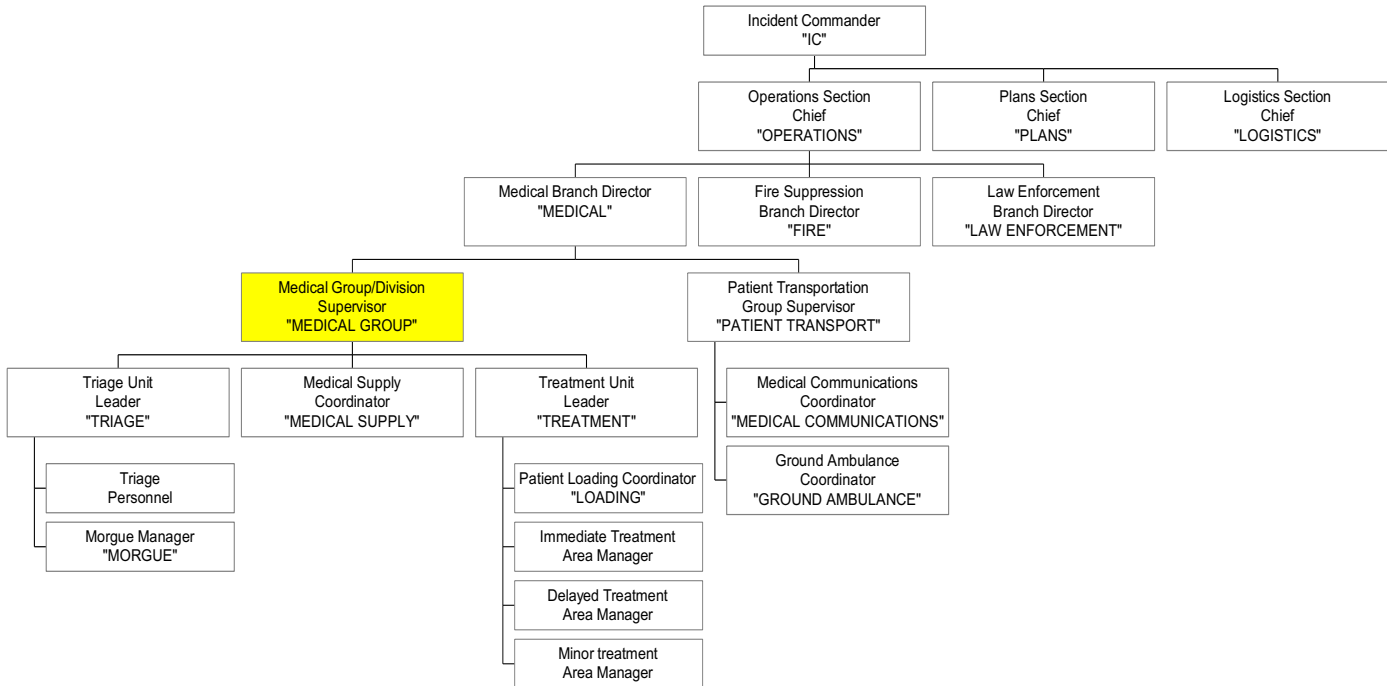 Incident Commander
"IC"
Operations Section
Chief
"OPERATIONS"
Plans Section
Chief
"PLANS"
Logistics Section
Chief
"LOGISTICS"
Medical Branch Director
"MEDICAL"
Fire Suppression
Branch Director
"FIRE"
Law Enforcement
Branch Director
"LAW ENFORCEMENT"
Medical Group/Division
Supervisor
"MEDICAL GROUP"
Patient Transportation
Group Supervisor
"PATIENT TRANSPORT"
Triage Unit
Leader
"TRIAGE"
Medical Supply
Coordinator
"MEDICAL SUPPLY"
Treatment Unit
Leader
"TREATMENT"
Medical Communications
Coordinator
"MEDICAL COMMUNICATIONS"
Ground Ambulance
Coordinator
"GROUND AMBULANCE"
Triage
Personnel
Morgue Manager
"MORGUE"
Patient Loading Coordinator
"LOADING"
Immediate Treatment
Area Manager
Delayed Treatment
Area Manager
Minor treatment
Area Manager